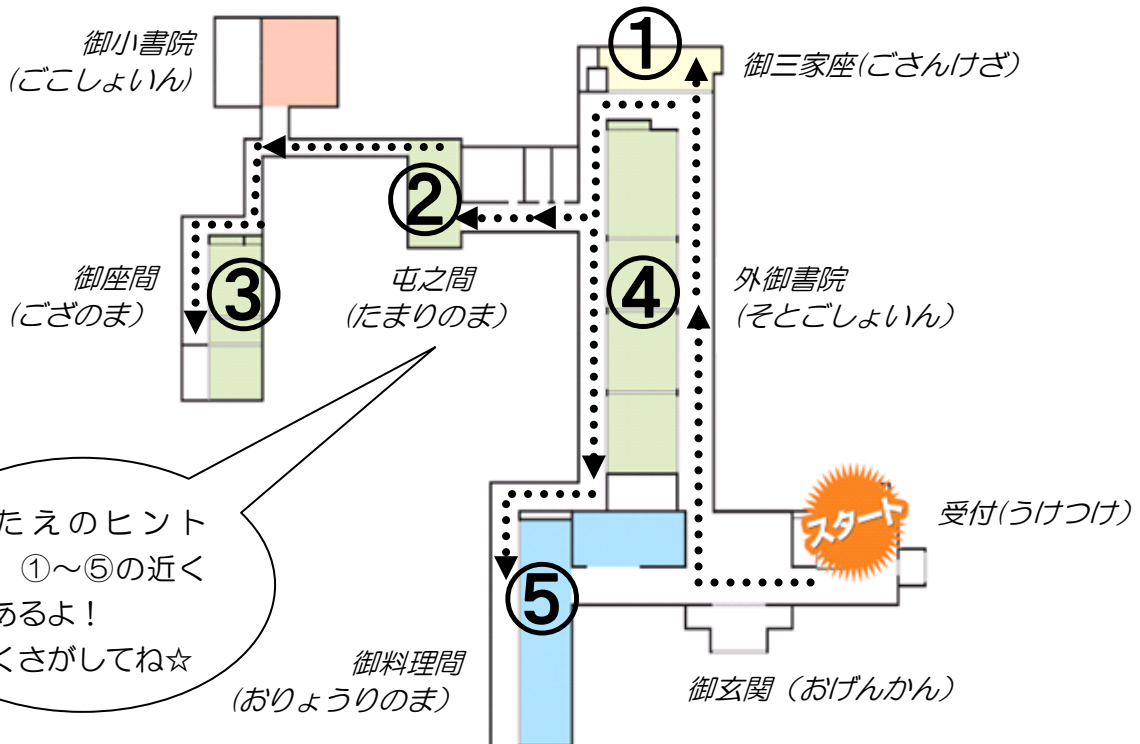 御小書院
(ごこしょいん)
①
御三家座(ごさんけざ)
②
③
御座間
(ござのま)
屯之間
(たまりのま)
④
外御書院
(そとごしょいん)
たえのヒント
①～⑤の近く
あるよ！
くさがしてね☆
スタート
受付(うけつけ)
⑤
御料理間
(おりょうりのま)
御玄関（おげんかん）